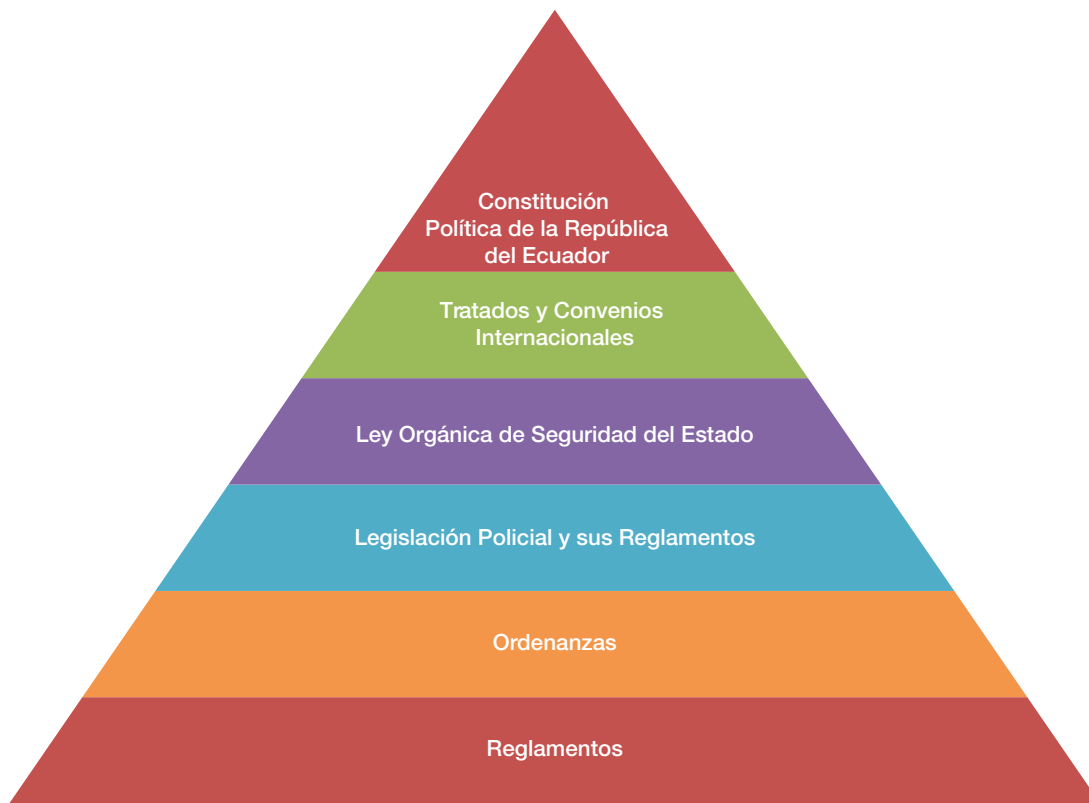 Constitución
Política de la República
del Ecuador
Tratados y Convenios
Internacionales
Ley Orgánica de Seguridad del Estado
Legislación Policial y sus Reglamentos
Ordenanzas
Reglamentos